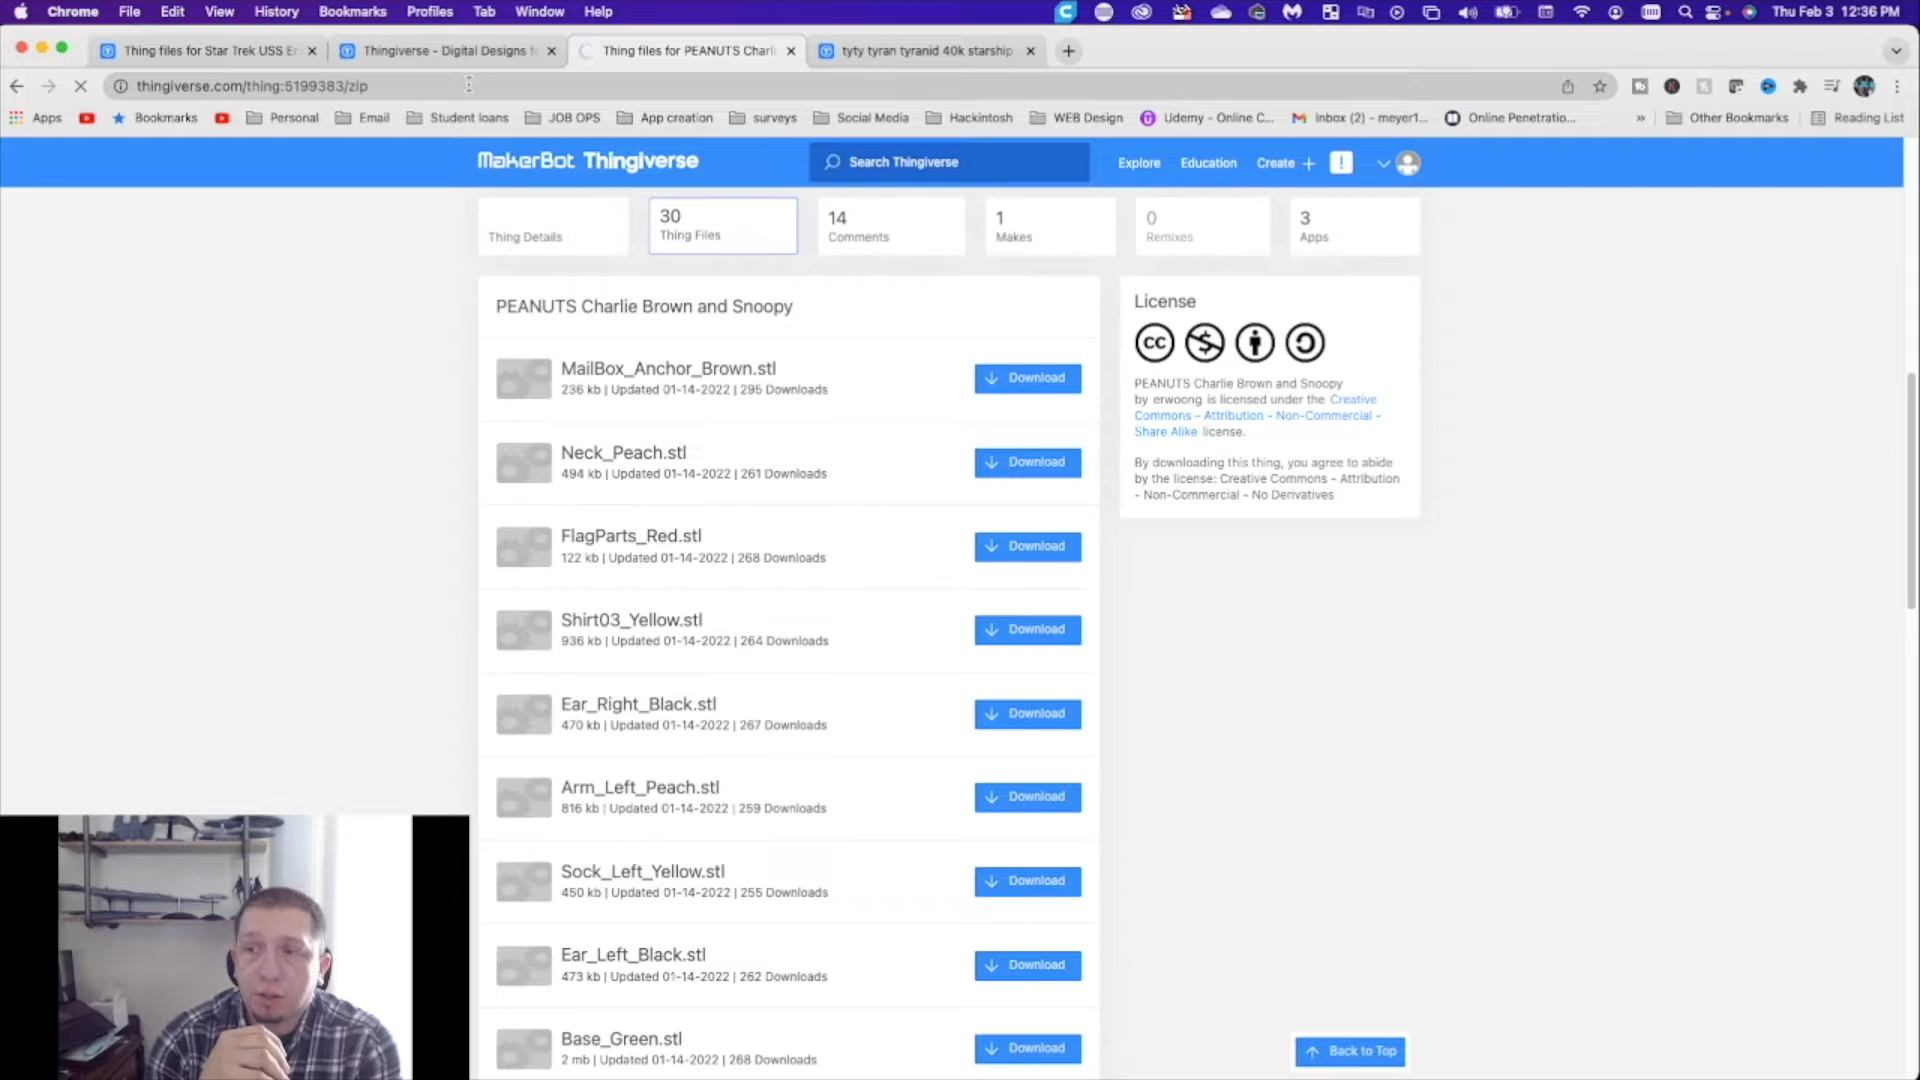 Chrome File Edit View History Bookmarks Profiles Tab Window Help Thu Feb 3 12:36 PM
Thing files for Star Trek USS En Thingiverse - Digital Designs f Thing files for PEANUTS Charli tyty tyran tyranid 40k starship
thingiverse.com/thing:5199383/zip
Apps Bookmarks Personal Email Student loans JOB OPS App creation surveys Social Media Hackintosh WEB Design Udemy - Online C... Inbox (2) - meyer1... Online Penetratio... » Other Bookmarks Reading List
MakerBot Thingiverse Search Thingiverse Explore Education Create + !
Thing Details
30
Thing Files
14
Comments
1
Makes
0
Remixes
3
Apps
PEANUTS Charlie Brown and Snoopy
MailBox_Anchor_Brown.stl
236 kb | Updated 01-14-2022 | 295 Downloads
Download
Neck_Peach.stl
494 kb | Updated 01-14-2022 | 261 Downloads
Download
FlagParts_Red.stl
122 kb | Updated 01-14-2022 | 268 Downloads
Download
Shirt03_Yellow.stl
936 kb | Updated 01-14-2022 | 264 Downloads
Download
Ear_Right_Black.stl
470 kb | Updated 01-14-2022 | 267 Downloads
Download
Arm_Left_Peach.stl
816 kb | Updated 01-14-2022 | 259 Downloads
Download
Sock_Left_Yellow.stl
450 kb | Updated 01-14-2022 | 255 Downloads
Download
Ear_Left_Black.stl
473 kb | Updated 01-14-2022 | 262 Downloads
Download
Base_Green.stl
2 mb | Updated 01-14-2022 | 268 Downloads
Download
License
cc
PEANUTS Charlie Brown and Snoopy
by erwoong is licensed under the Creative
Commons - Attribution - Non-Commercial -
Share Alike license.
By downloading this thing, you agree to abide
by the license: Creative Commons - Attribution
- Non-Commercial - No Derivatives
Back to Top